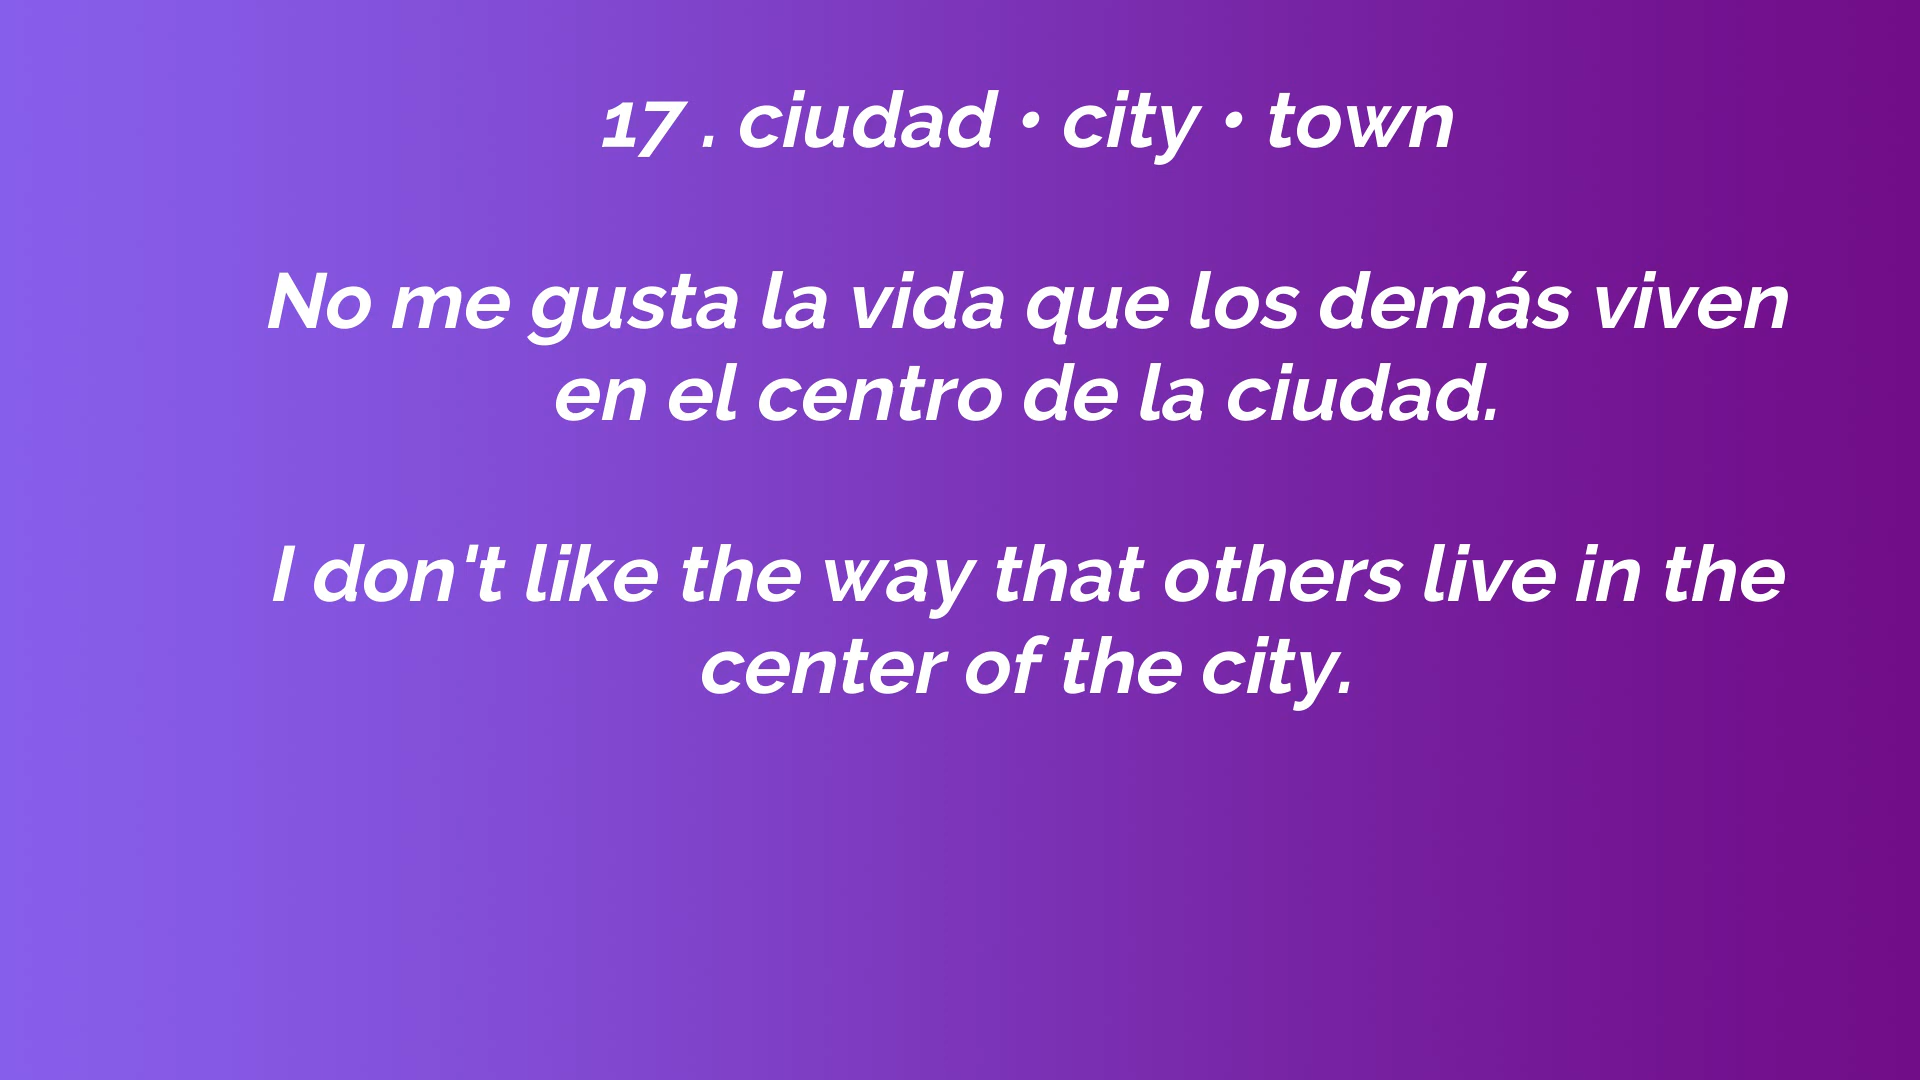 17 . ciudad • city • town
No me gusta la vida que los demás viven
en el centro de la ciudad.
I don't like the way that others live in the
center of the city.